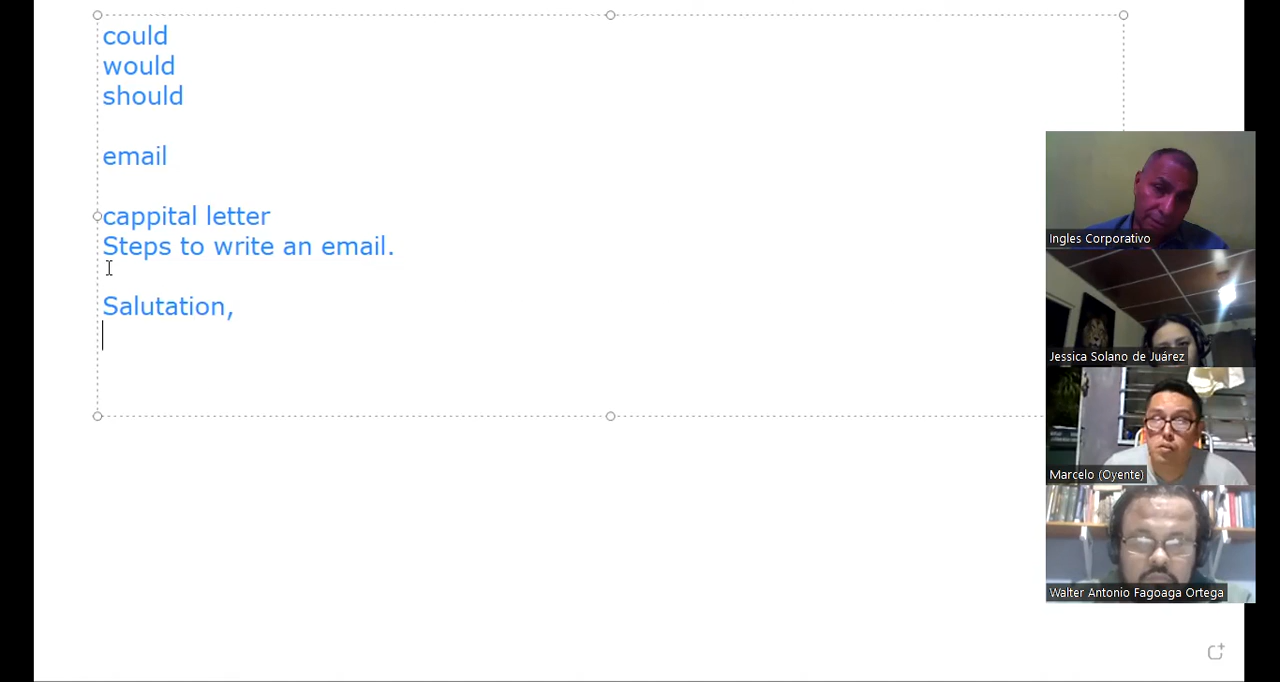 could
would
should
email
cappital letter
Steps to write an email.
Salutation,
Ingles Corporativo
Jessica Solano de Juárez
Marcelo (Oyente)
Walter Antonio Fagoaga Ortega